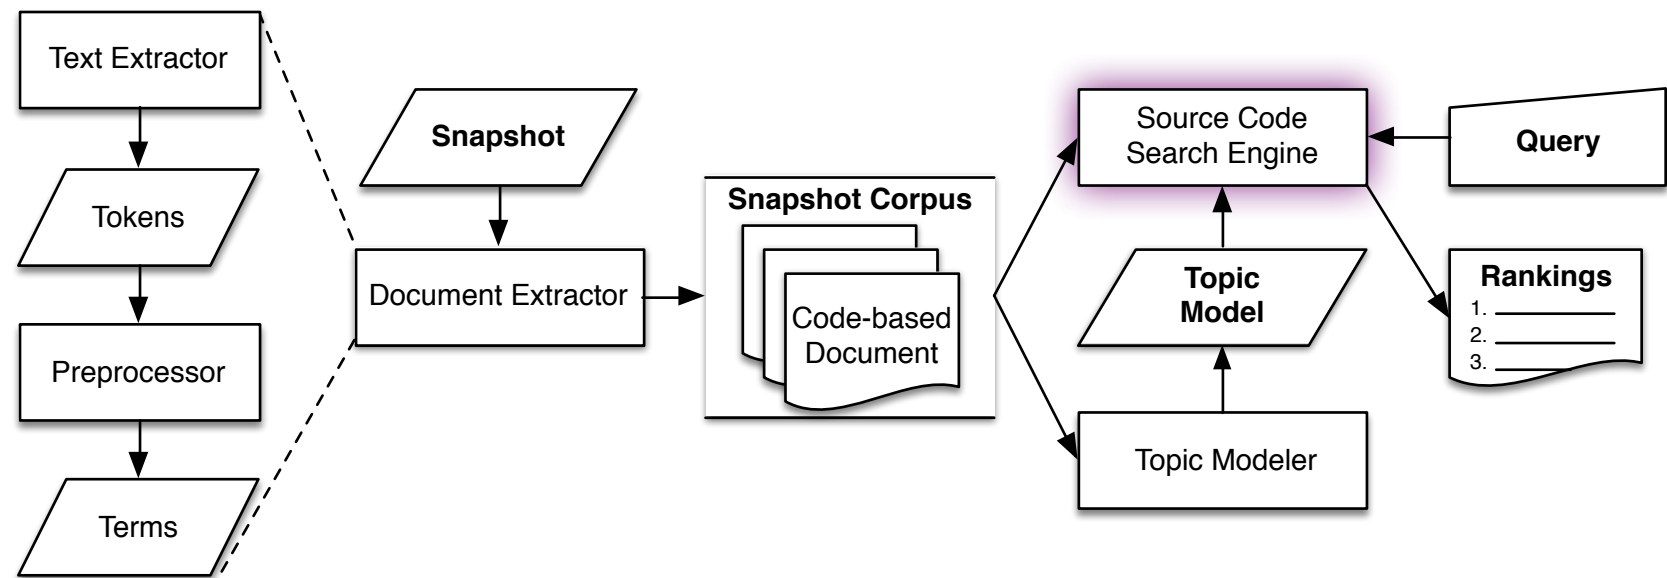 Text Extractor
Tokens
Preprocessor
Terms
Snapshot
Document Extractor
Snapshot Corpus
Code-based
Document
Source Code
Search Engine
Topic
Model
Topic Modeler
Query
Rankings
1.
2.
3.